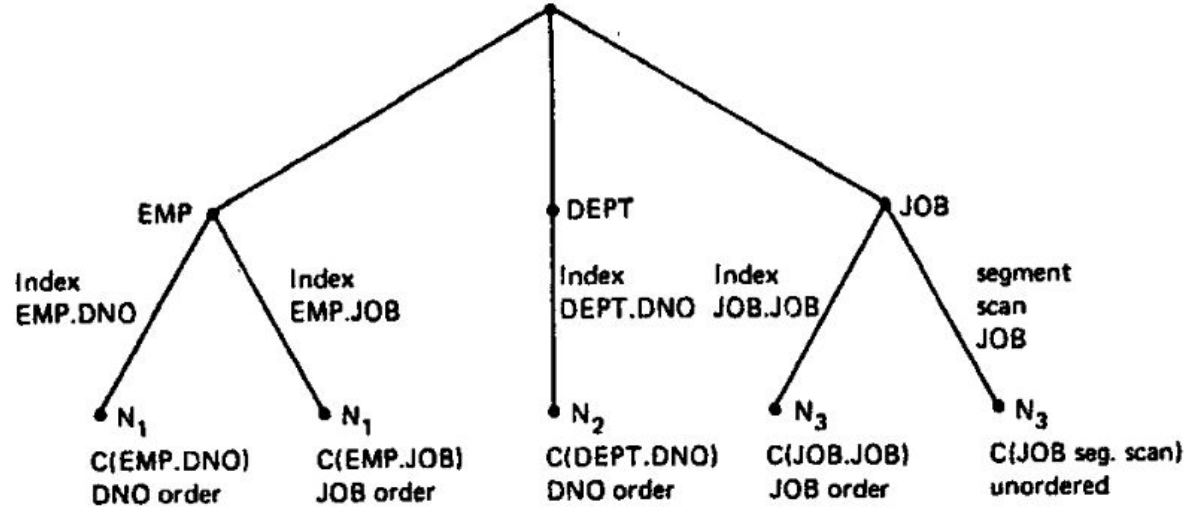 EMP
DEPT
JOB
Index
EMP.DNO
Index
EMP.JOB
Index
DEPT.DNO
Index
JOB.JOB
segment
scan
JOB
N₁
C(EMP.DNO)
DNO order
N₁
C(EMP.JOB)
JOB order
N₂
C(DEPT.DNO)
DNO order
N₃
C(JOB.JOB)
JOB order
N₃
C(JOB seg. scan)
unordered